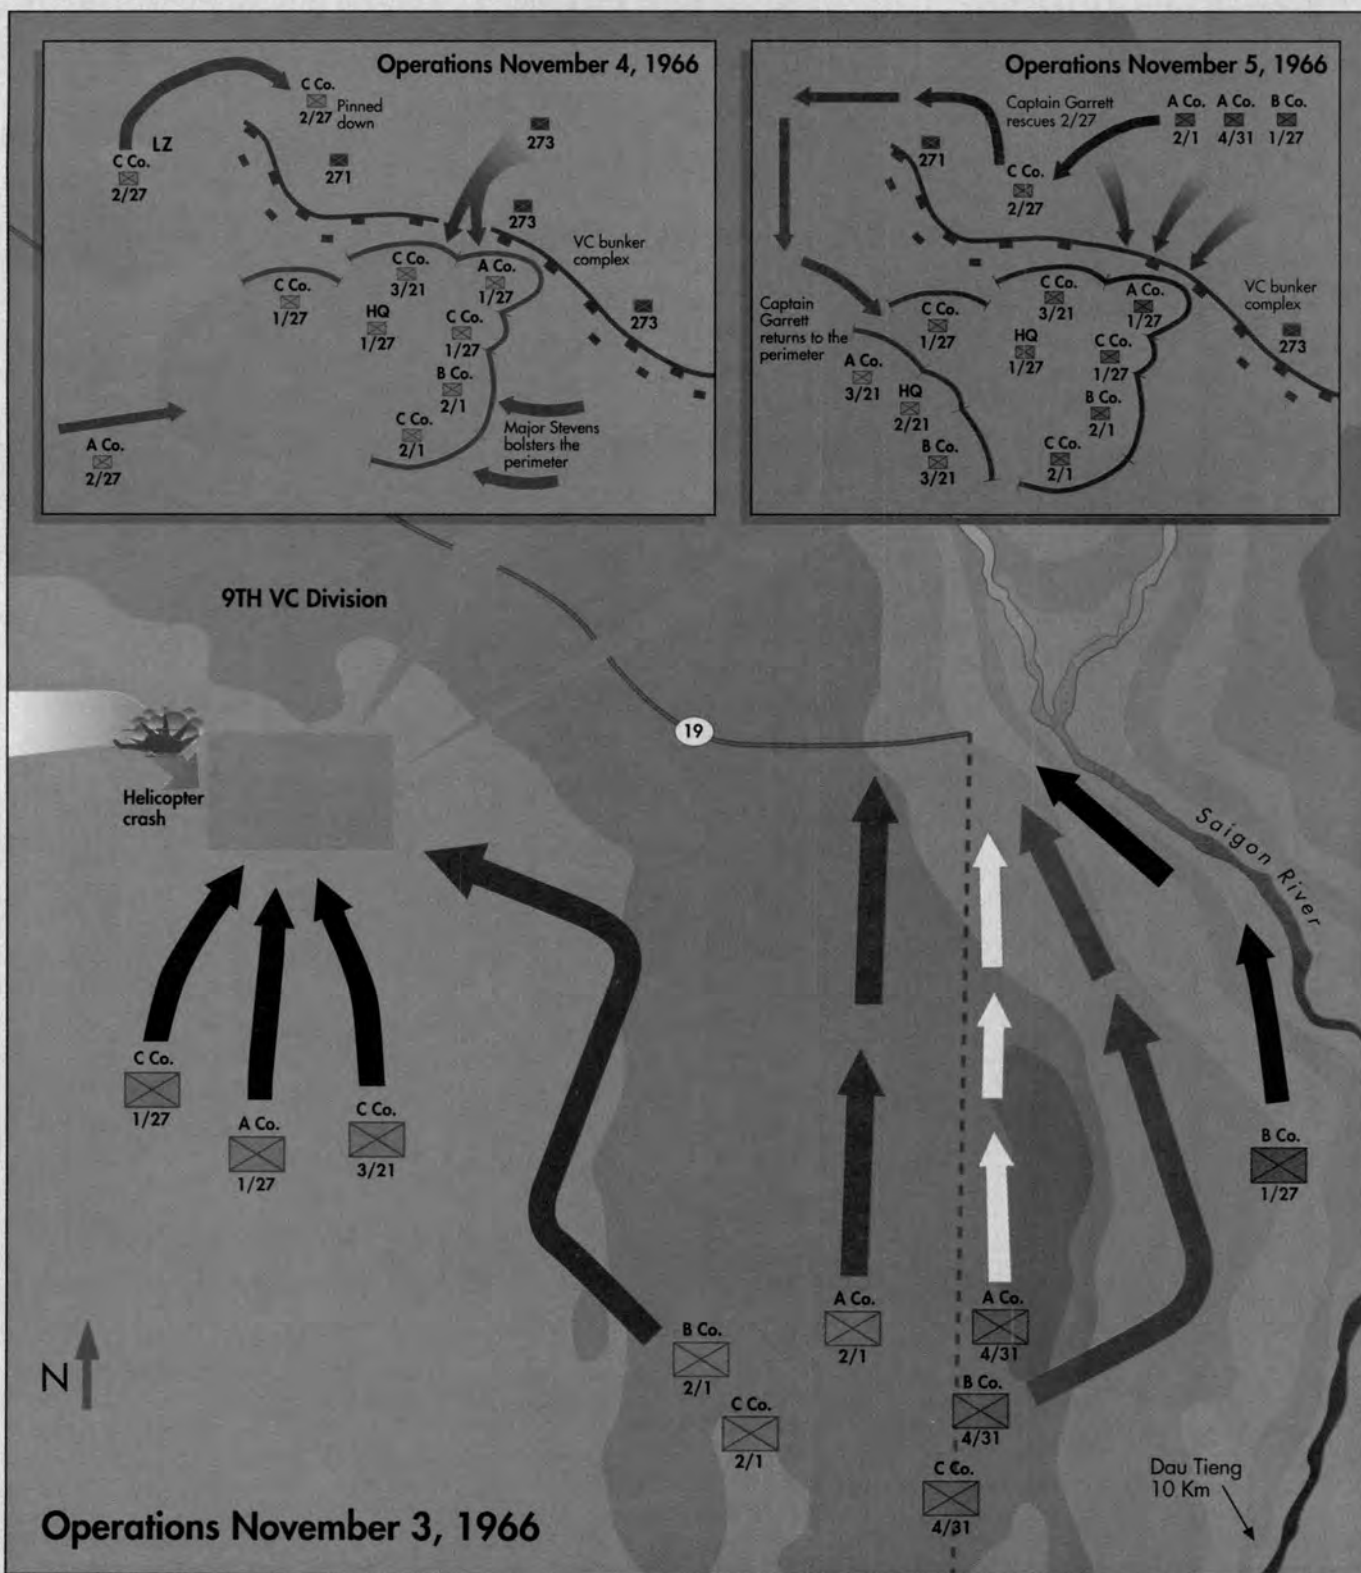 Operations November 4, 1966
C Co.
2/27
Pinned
down
LZ
C Co.
2/27
271
273
273
VC bunker
complex
273
C Co.
1/27
C Co.
3/21
A Co.
1/27
HQ
1/27
C Co.
1/27
B Co.
2/1
C Co.
2/1
Major Stevens
bolsters the
perimeter
A Co.
2/27
Operations November 5, 1966
Captain Garrett
rescues 2/27
A Co.
2/1
A Co.
4/31
B Co.
1/27
271
C Co.
2/27
VC bunker
complex
273
Captain
Garrett
returns to the
perimeter
C Co.
1/27
C Co.
3/21
A Co.
1/27
HQ
1/27
C Co.
1/27
A Co.
3/21
HQ
2/21
B Co.
3/21
B Co.
2/1
C Co.
2/1
9TH VC Division
19
Helicopter
crash
Saigon River
C Co.
1/27
A Co.
1/27
C Co.
3/21
B Co.
1/27
A Co.
2/1
A Co.
4/31
B Co.
2/1
C Co.
2/1
B Co.
4/31
C Co.
4/31
N
Dau Tieng
10 Km
Operations November 3, 1966